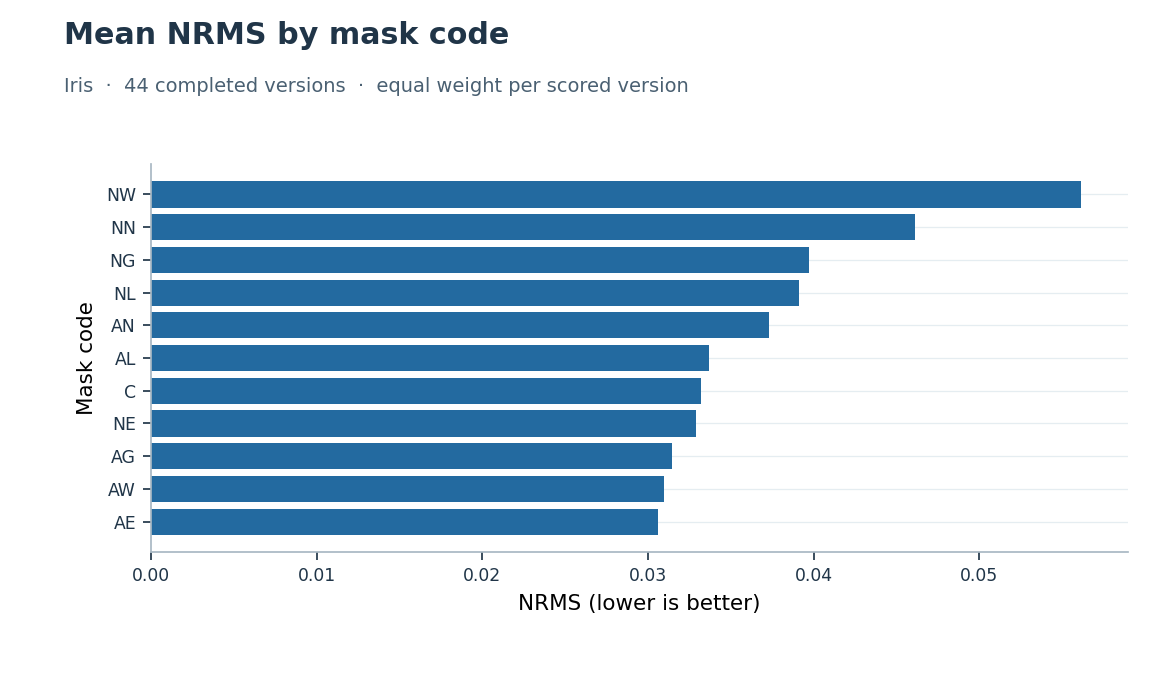 Mean NRMS by mask code
Iris · 44 completed versions · equal weight per scored version
Mask code
NW
NN
NG
NL
AN
AL
C
NE
AG
AW
AE
0.00 0.01 0.02 0.03 0.04 0.05
NRMS (lower is better)